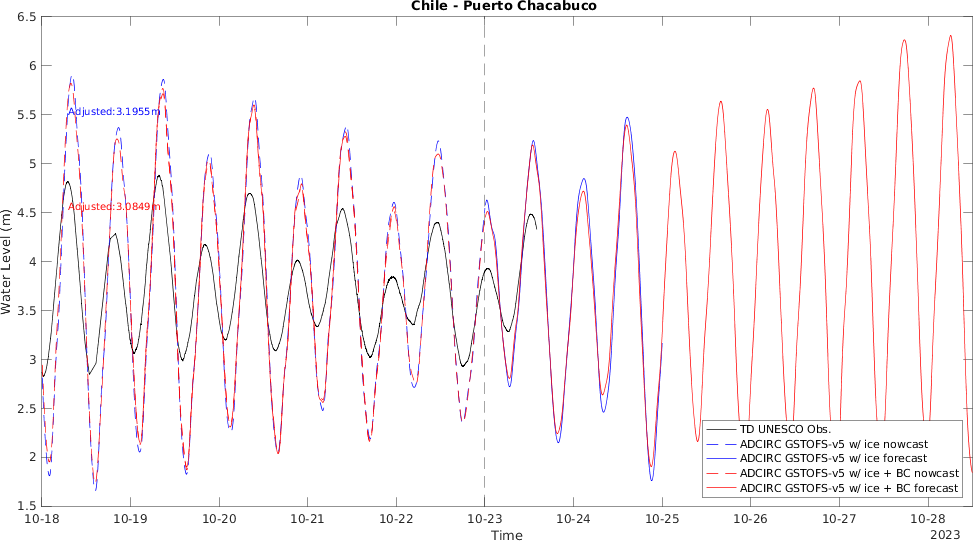 Chile - Puerto Chacabuco
Water Level (m)
6.5
6
5.5
5
4.5
4
3.5
3
2.5
2
1.5
Adjusted:3.1955m
Adjusted:3.0849m
TD UNESCO Obs.
ADCIRC GSTOFS-v5 w/ ice nowcast
ADCIRC GSTOFS-v5 w/ ice forecast
ADCIRC GSTOFS-v5 w/ ice + BC nowcast
ADCIRC GSTOFS-v5 w/ ice + BC forecast
10-18 10-19 10-20 10-21 10-22 10-23 10-24 10-25 10-26 10-27 10-28
2023
Time